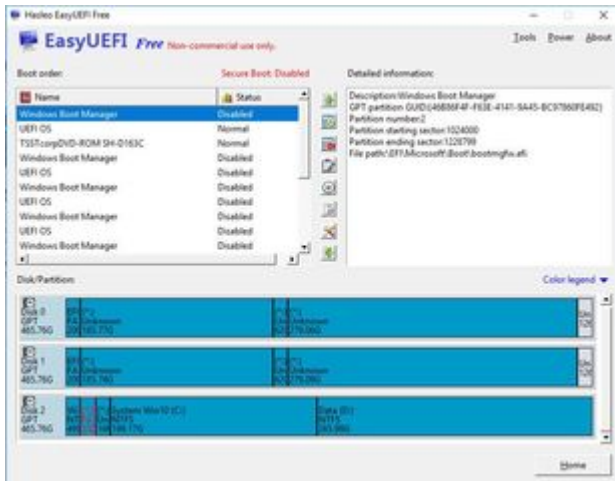 Hasleo EasyUEFI Free
EasyUEFI Free Non-commercial use only.
Tools Power About
Boot order: Secure Boot: Disabled
Name Status
Windows Boot Manager Disabled
UEFI OS Normal
TSSTcorpDVD-ROM SH-D163C Normal
Windows Boot Manager Disabled
UEFI OS Disabled
Windows Boot Manager Disabled
UEFI OS Disabled
UEFI OS Disabled
Windows Boot Manager Disabled
Detailed information:
Description:Windows Boot Manager
Partition number:2
Partition starting sector:1024000
Partition ending sector:1228799
File path:\EFI\Microsoft\Boot\bootmgfw.efi
Disk/Partition: Color legend
Disk 0
GPT
465.76G
Disk 1
GPT
465.76G
Disk 2
GPT
465.76G
System Win10 (C:)
NTFS
Data (D:)
NTFS
Home